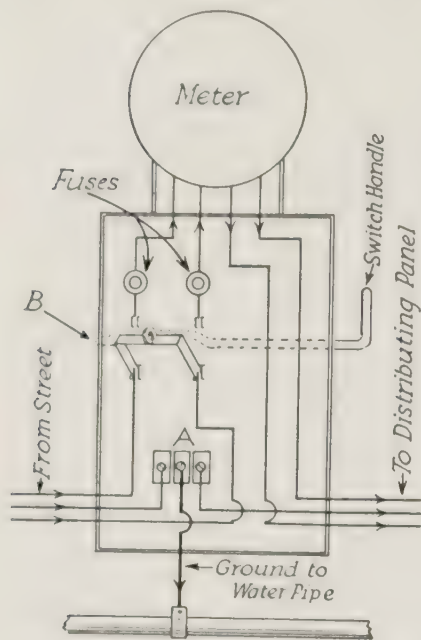 Meter
Fuses
Switch Handle
B
From Street
A
To Distributing Panel
Ground to
Water Pipe